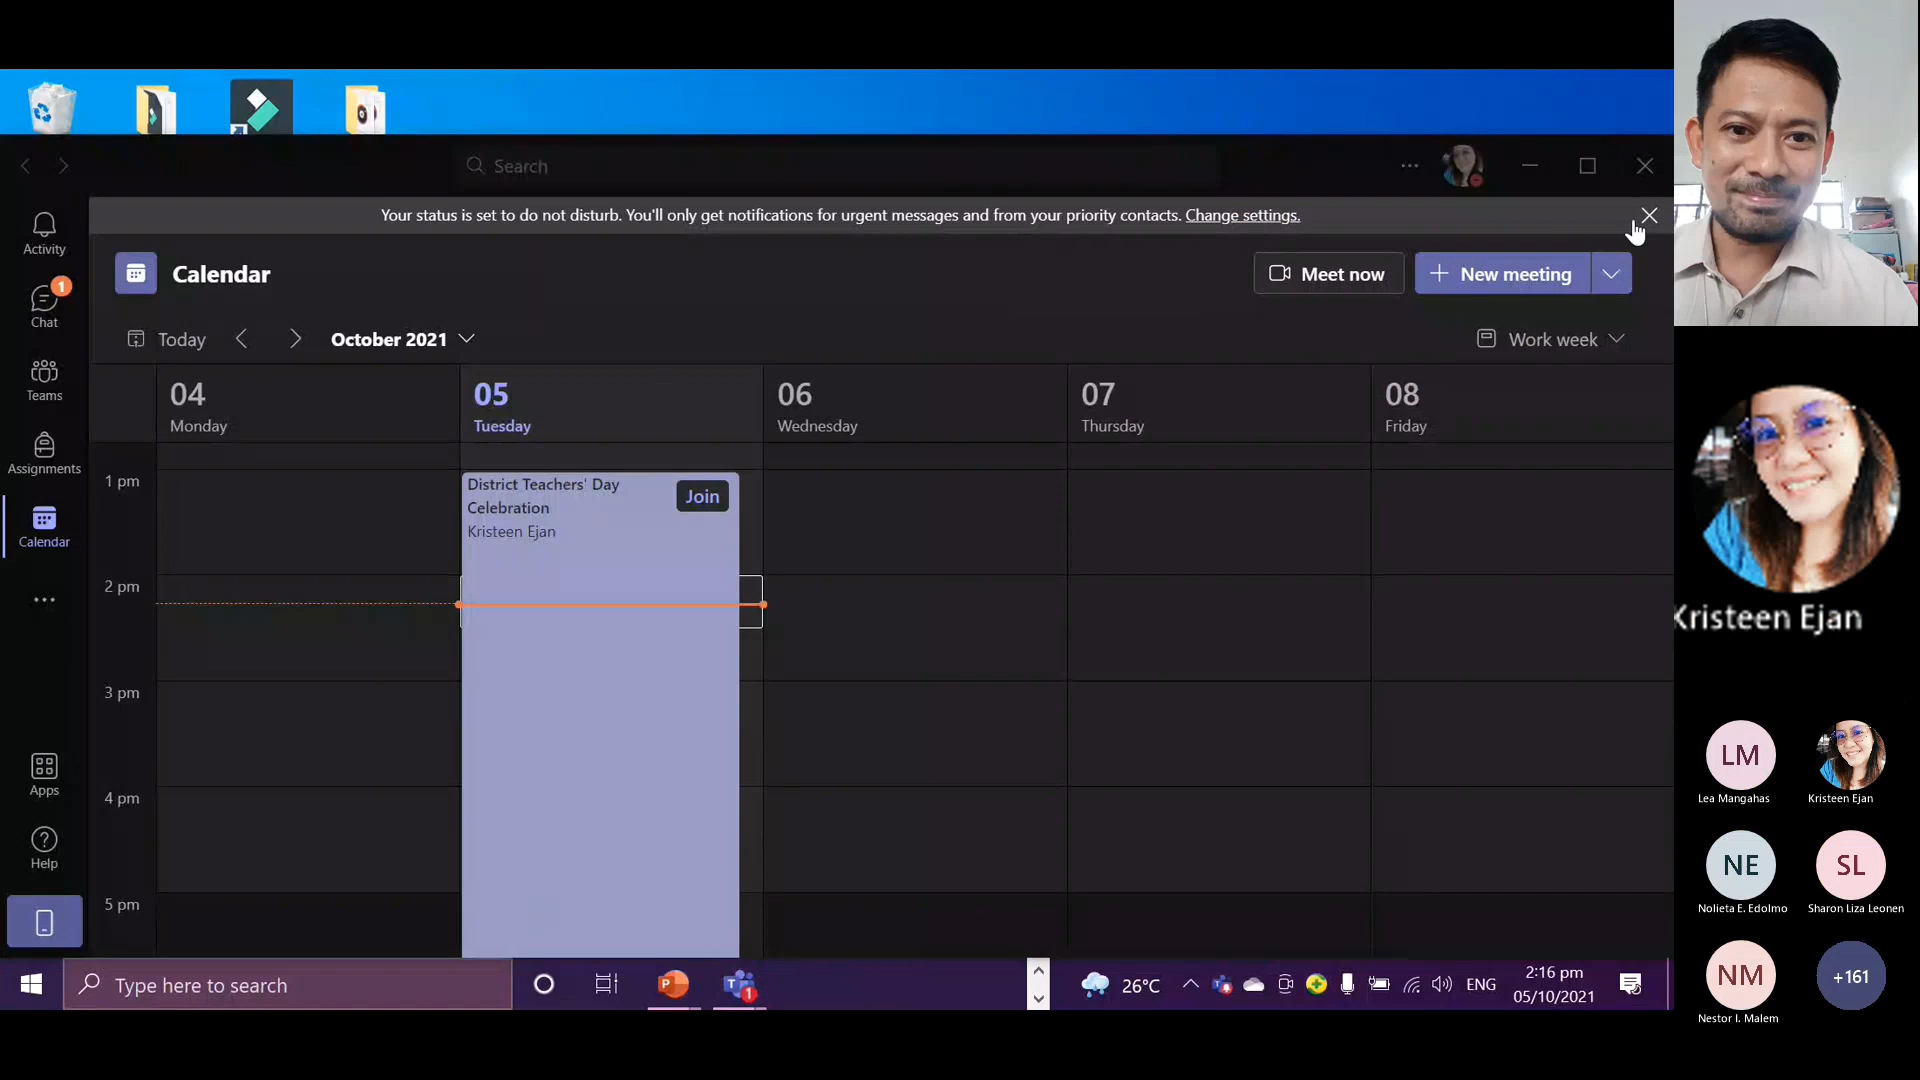 Search
Your status is set to do not disturb. You'll only get notifications for urgent messages and from your priority contacts. Change settings.
Activity
Calendar
Meet now
New meeting
1
Chat
Today
October 2021
Work week
Teams
04
05
06
07
08
Monday
Tuesday
Wednesday
Thursday
Friday
Assignments
1 pm
District Teachers' Day
Celebration
Join
Kristeen Ejan
Calendar
2 pm
Kristeen Ejan
3 pm
LM
Lea Mangahas
Kristeen Ejan
Apps
4 pm
Help
NE
SL
Nolieta E. Edolmo
Sharon Liza Leonen
5 pm
NM
+161
Nestor I. Malem
Type here to search
P
T
1
26°C
ENG
2:16 pm
05/10/2021